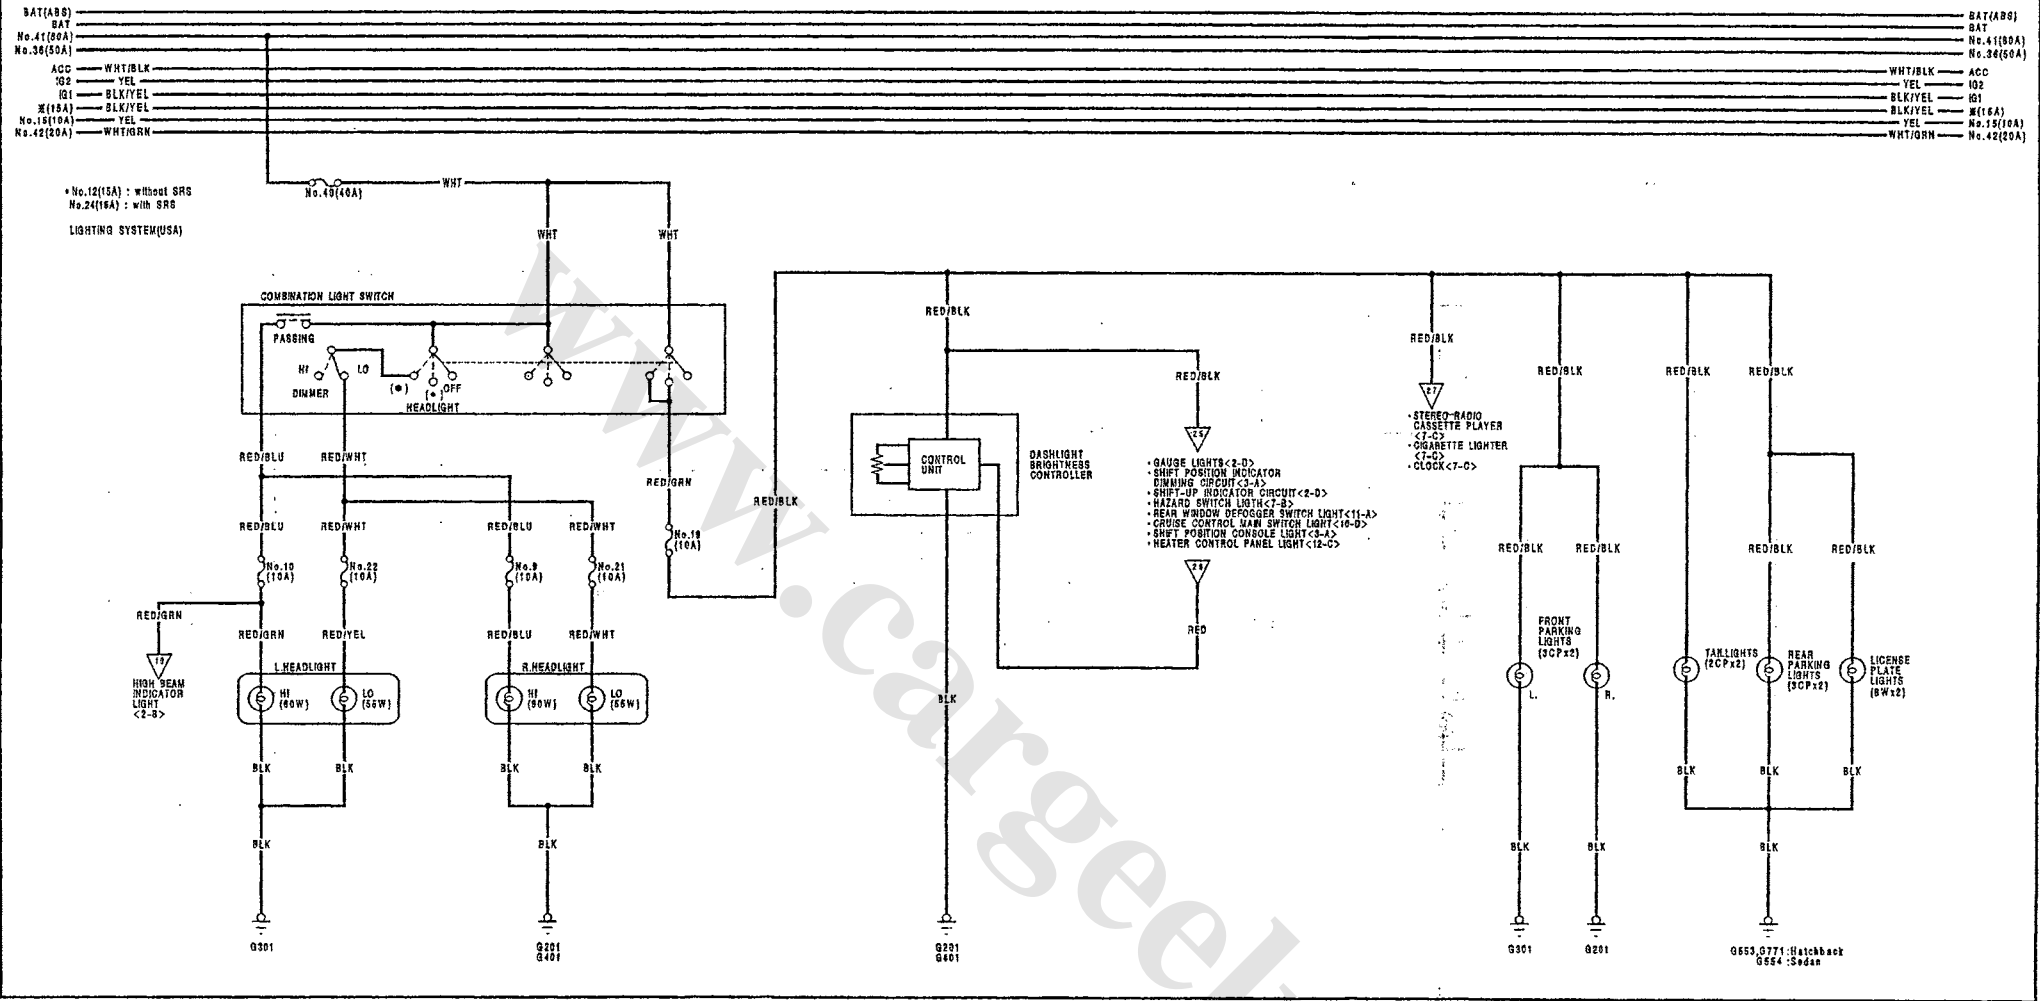 BAT(ABS)
BAT
No.41(80A)
No.36(50A)
ACC WHT/BLK
IG2 YEL
IG1 BLK/YEL
※(15A) BLK/YEL
No.15(10A) YEL
No.42(20A) WHT/GRN
BAT(ABS)
BAT
No.41(80A)
No.36(50A)
WHT/BLK ACC
YEL IG2
BLK/YEL IG1
BLK/YEL ※(15A)
YEL No.15(10A)
WHT/GRN No.42(20A)
• No.12(15A) : without SRS
No.24(15A) : with SRS
LIGHTING SYSTEM(USA)
WHT
WHT
WHT
COMBINATION LIGHT SWITCH
PASSING
HI
LO
DIMMER
OFF
HEADLIGHT
RED/BLU
RED/WHT
RED/GRN
RED/BLK
RED/BLU
RED/WHT
RED/BLU
RED/WHT
No.10
(10A)
No.22
(10A)
No.9
(10A)
No.21
(10A)
No.19
(10A)
RED/GRN
RED/GRN
RED/YEL
RED/BLU
RED/WHT
19
HIGH BEAM
INDICATOR
LIGHT
<2-B>
L.HEADLIGHT
HI
(60W)
LO
(55W)
R.HEADLIGHT
HI
(60W)
LO
(55W)
BLK
BLK
BLK
BLK
BLK
BLK
G301
G201
G401
RED/BLK
RED/BLK
CONTROL
UNIT
DASHLIGHT
BRIGHTNESS
CONTROLLER
25
• GAUGE LIGHTS<2-D>
• SHIFT POSITION INDICATOR
DIMMING CIRCUIT<3-A>
• SHIFT-UP INDICATOR CIRCUIT<2-D>
• HAZARD SWITCH LIGTH<7-B>
• REAR WINDOW DEFOGGER SWITCH LIGHT<11-A>
• CRUISE CONTROL MAIN SWITCH LIGHT<10-D>
• SHIFT POSITION CONSOLE LIGHT<3-A>
• HEATER CONTROL PANEL LIGHT<12-C>
26
RED
BLK
G201
G401
RED/BLK
27
• STEREO RADIO
CASSETTE PLAYER
<7-C>
• CIGARETTE LIGHTER
<7-C>
• CLOCK<7-C>
RED/BLK
RED/BLK
RED/BLK
RED/BLK
RED/BLK
RED/BLK
RED/BLK
FRONT
PARKING
LIGHTS
(3CPx2)
L.
R.
TAILLIGHTS
(2CPx2)
REAR
PARKING
LIGHTS
(3CPx2)
LICENSE
PLATE
LIGHTS
(8Wx2)
BLK
BLK
BLK
BLK
BLK
BLK
G301
G201
G553,G771 :Hatchback
G554 :Sedan
www.cargeek